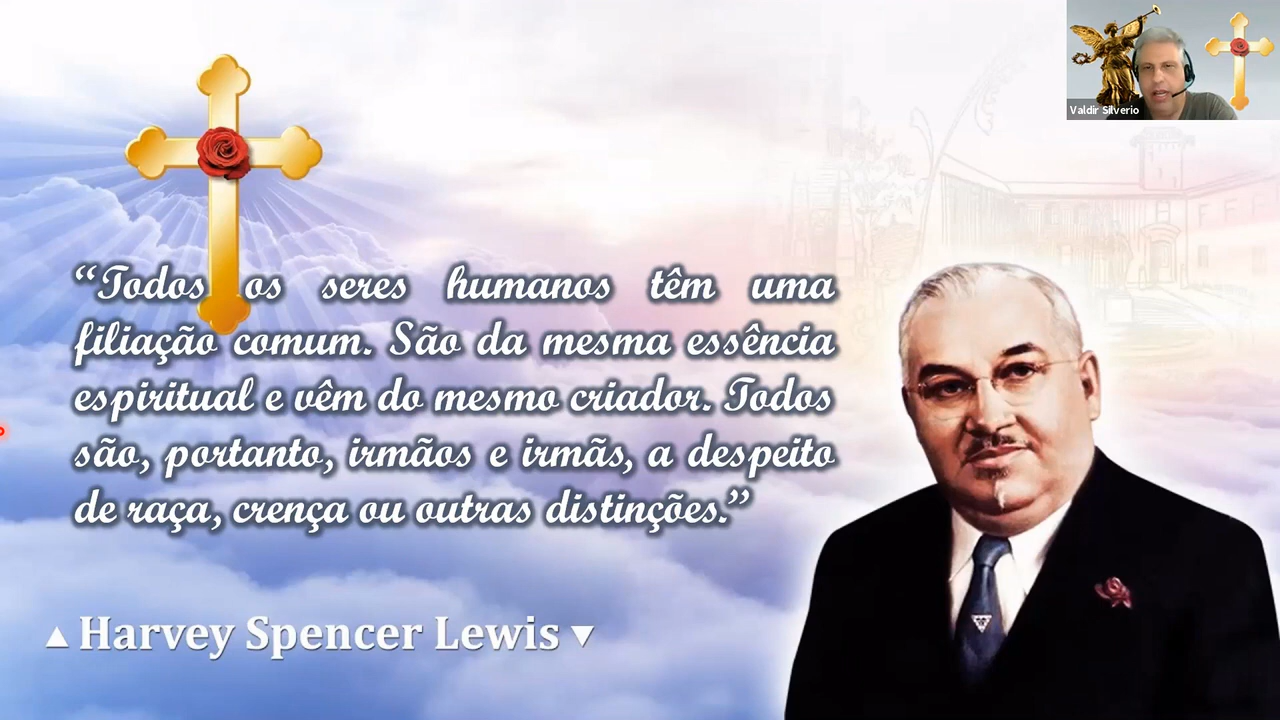 Valdir Silverio
“Todos os seres humanos têm uma
filiação comum. São da mesma essência
espiritual e vêm do mesmo criador. Todos
são, portanto, irmãos e irmãs, a despeito
de raça, crença ou outras distinções.”
▲ Harvey Spencer Lewis ▼